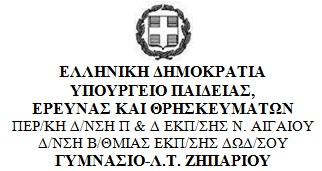 ΕΛΛΗΝΙΚΗ ΔΗΜΟΚΡΑΤΙΑ
ΥΠΟΥΡΓΕΙΟ ΠΑΙΔΕΙΑΣ,
ΕΡΕΥΝΑΣ ΚΑΙ ΘΡΗΣΚΕΥΜΑΤΩΝ
ΠΕΡ/ΚΗ Δ/ΝΣΗ Π & Δ ΕΚΠ/ΣΗΣ Ν. ΑΙΓΑΙΟΥ
Δ/ΝΣΗ Β/ΘΜΙΑΣ ΕΚΠ/ΣΗΣ ΔΩΔ/ΣΟΥ
ΓΥΜΝΑΣΙΟ-Λ.Τ. ΖΗΠΑΡΙΟΥ